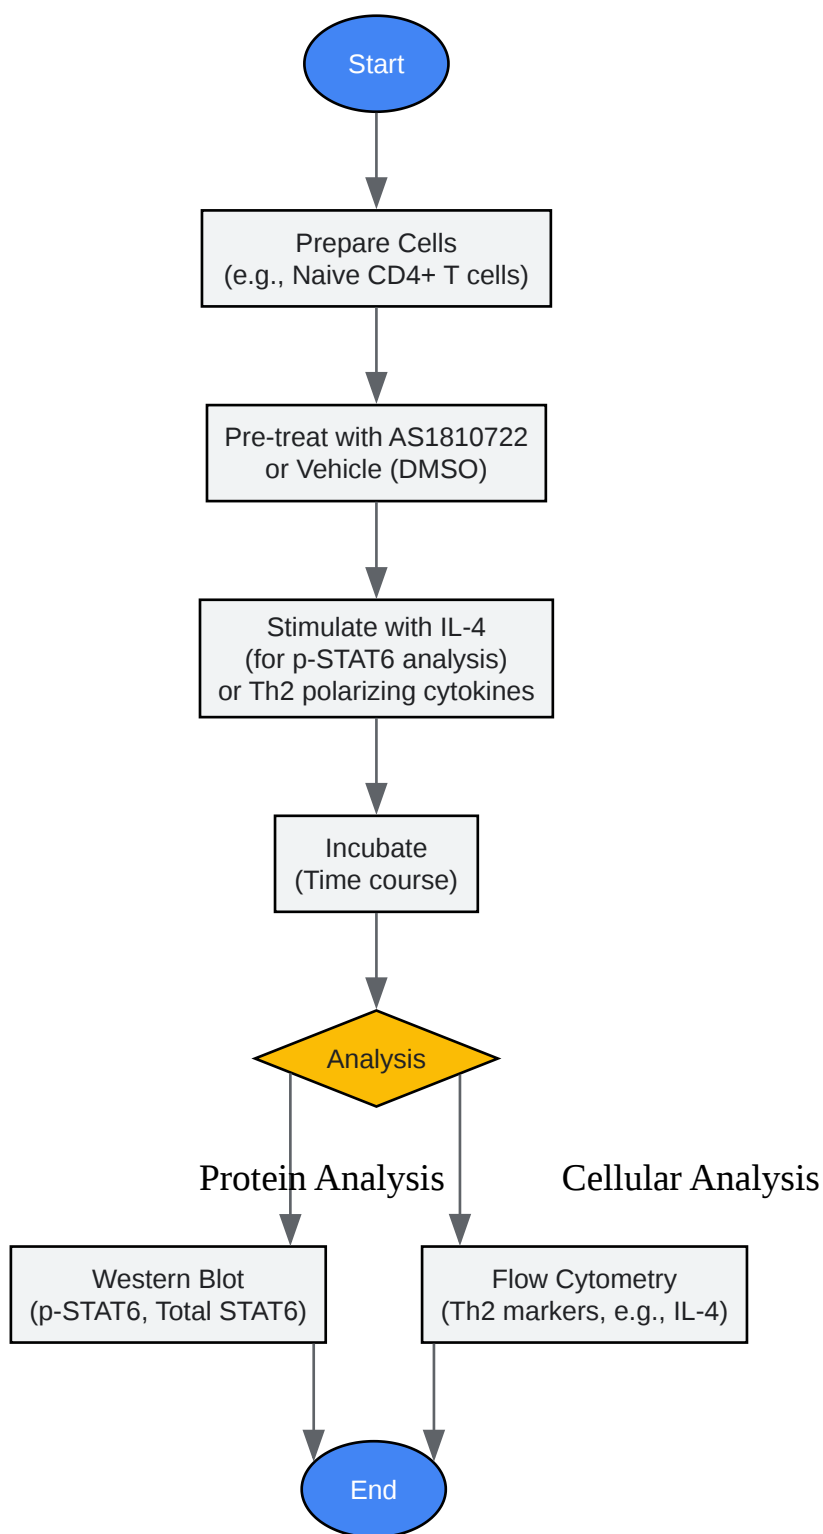 Start
Prepare Cells
(e.g., Naive CD4+ T cells)
Pre-treat with AS1810722
or Vehicle (DMSO)
Stimulate with IL-4
(for p-STAT6 analysis)
or Th2 polarizing cytokines
Incubate
(Time course)
Analysis
Protein Analysis
Cellular Analysis
Western Blot
(p-STAT6, Total STAT6)
Flow Cytometry
(Th2 markers, e.g., IL-4)
End